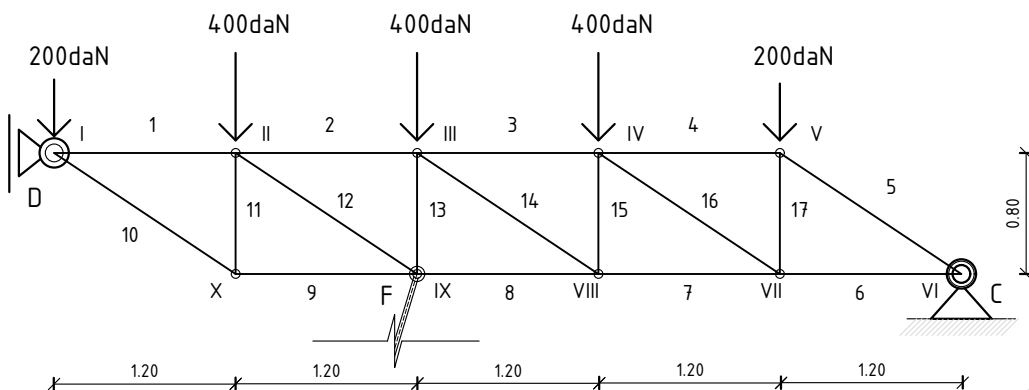 400daN 400daN 400daN
200daN 200daN
I 1 II 2 III 3 IV 4 V
D 10 11 12 13 14 15 16 17 5 0.80
X 9 F IX 8 VIII 7 VII 6 VI C
1.20 1.20 1.20 1.20 1.20